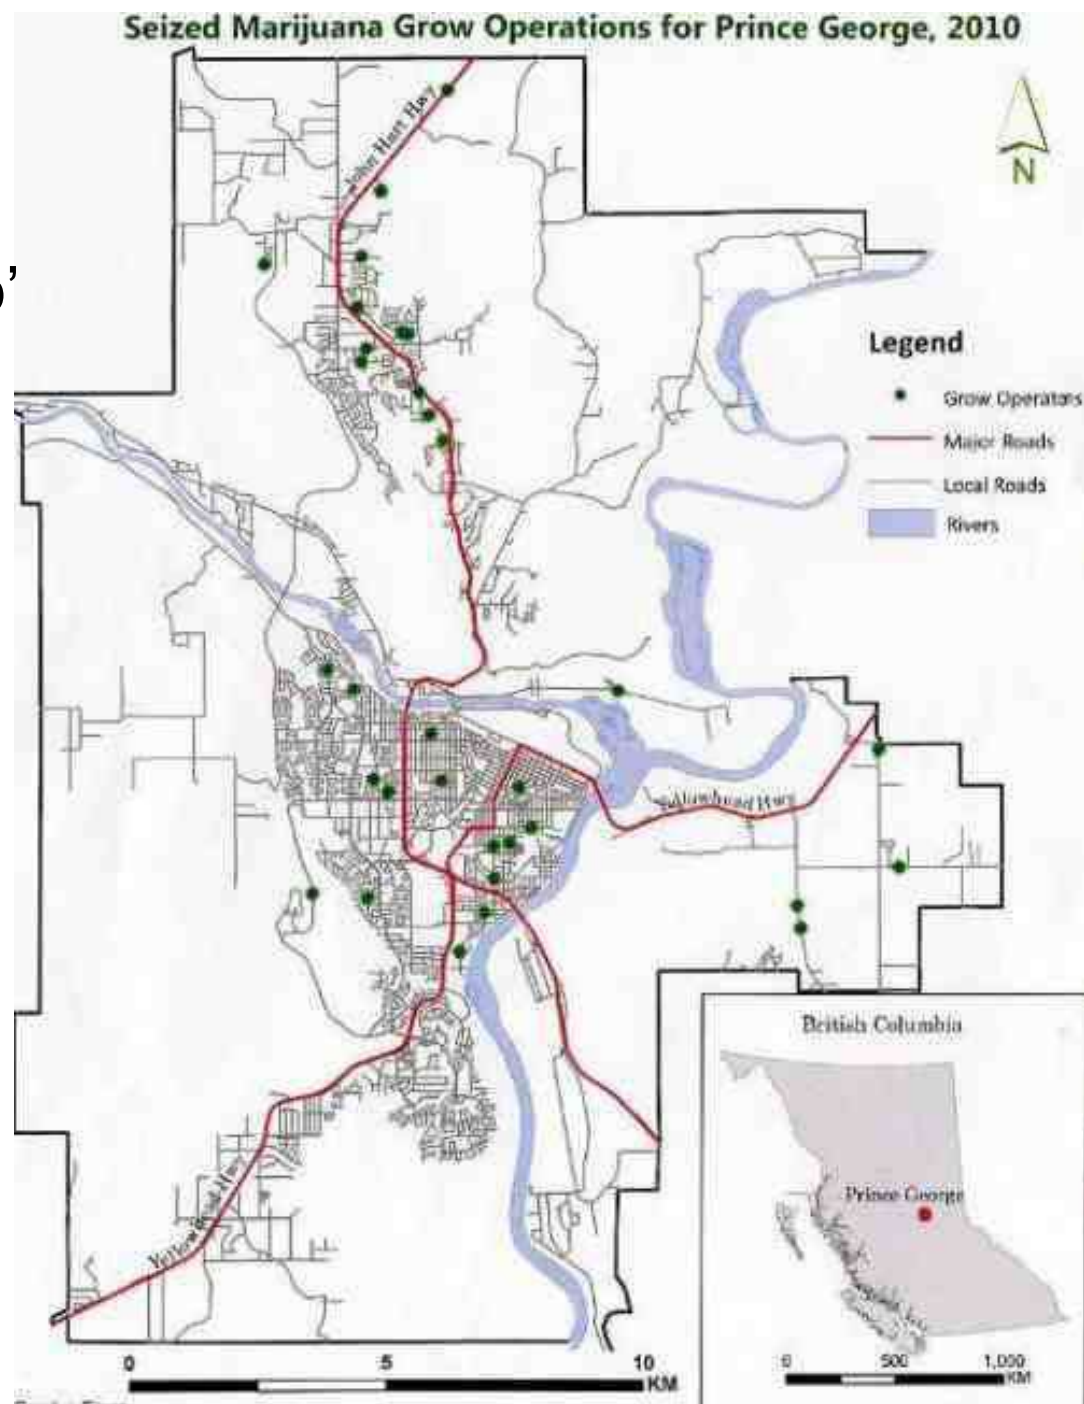 Seized Marijuana Grow Operations for Prince George, 2010
John Hart Hwy
N
Legend
Grow Operators
Major Roads
Local Roads
Rivers
Yellowhead Hwy
British Columbia
Prince George
Yellowhead Hwy
0 5 10
KM
0 500 1,000
KM